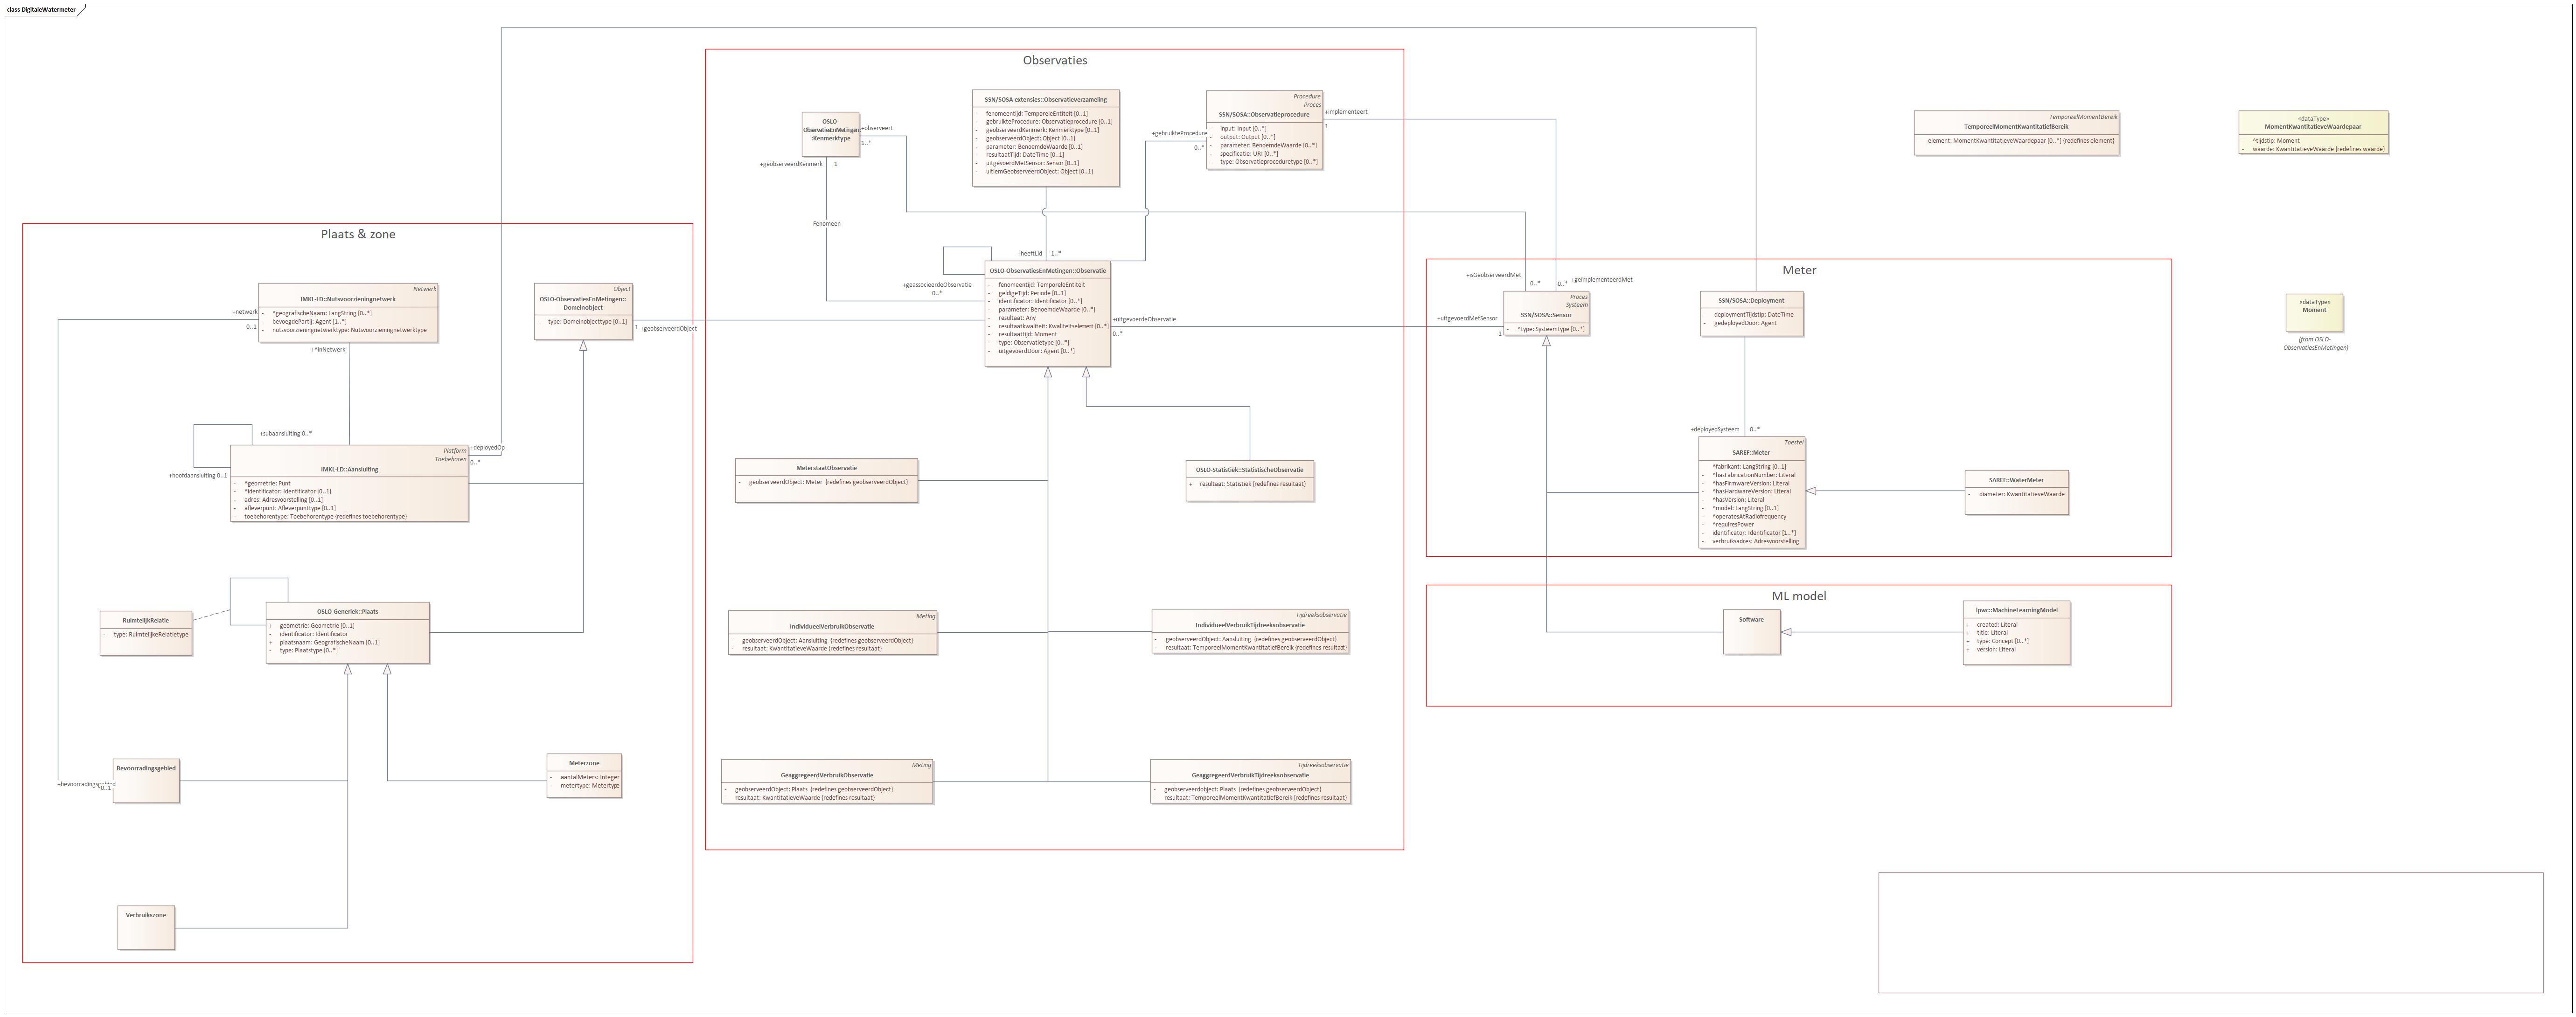 class DigitaleWatermeter
Observaties
SSN/SOSA-extensies::Observatieverzameling
- fenomeentijd: TemporeleEntiteit [0..1]
- gebruikteProcedure: Observatieprocedure [0..1]
- geobserveerdKenmerk: Kenmerktype [0..1]
- geobserveerdObject: Object [0..1]
- parameter: BenoemdeWaarde [0..1]
- resultaatTijd: DateTime [0..1]
- uitgevoerdMetSensor: Sensor [0..1]
- ultiemGeobserveerdObject: Object [0..1]
Procedure
Proces
SSN/SOSA::Observatieprocedure
- input: Input [0..*]
- output: Output [0..*]
- parameter: BenoemdeWaarde [0..*]
- specificatie: URI [0..*]
- type: Observatieproceduretype [0..*]
OSLO-
ObservatiesEnMetingen:
:Kenmerktype
+observeert
1..*
+geobserveerdKenmerk
1
+gebruikteProcedure
0..*
+implementeert
1
Fenomeen
+heeftLid
1..*
+geassocieerdeObservatie
0..*
OSLO-ObservatiesEnMetingen::Observatie
- fenomeentijd: TemporeleEntiteit
- geldigeTijd: Periode [0..1]
- identificator: Identificator [0..*]
- parameter: BenoemdeWaarde [0..*]
- resultaat: Any
- resultaatkwaliteit: Kwaliteitselement [0..*]
- resultaattijd: Moment
- type: Observatietype [0..*]
- uitgevoerdDoor: Agent [0..*]
+uitgevoerdeObservatie
0..*
+uitgevoerdMetSensor
1
MeterstaatObservatie
- geobserveerdObject: Meter {redefines geobserveerdObject}
OSLO-Statistiek::StatistischeObservatie
+ resultaat: Statistiek {redefines resultaat}
Meting
IndividueelVerbruikObservatie
- geobserveerdObject: Aansluiting {redefines geobserveerdObject}
- resultaat: KwantitatieveWaarde {redefines resultaat}
Tijdreeksobservatie
IndividueelVerbruikTijdreeksobservatie
- geobserveerdObject: Aansluiting {redefines geobserveerdObject}
- resultaat: TemporeelMomentKwantitatiefBereik {redefines resultaat}
Meting
GeaggregeerdVerbruikObservatie
- geobserveerdObject: Plaats {redefines geobserveerdObject}
- resultaat: KwantitatieveWaarde {redefines resultaat}
Tijdreeksobservatie
GeaggregeerdVerbruikTijdreeksobservatie
- geobserveerdobject: Plaats {redefines geobserveerdObject}
- resultaat: TemporeelMomentKwantitatiefBereik {redefines resultaat}
Plaats & zone
Netwerk
IMKL-LD::Nutsvoorzieningnetwerk
- ^geografischeNaam: LangString [0..*]
- bevoegdePartij: Agent [1..*]
- nutsvoorzieningnetwerktype: Nutsvoorzieningnetwerktype
+netwerk
0..1
+^inNetwerk
Object
OSLO-ObservatiesEnMetingen::
Domeinobject
- type: Domeinobjecttype [0..1]
1
+geobserveerdObject
+subaansluiting 0..*
+hoofdaansluiting 0..1
+deployedOp
0..*
Platform
Toebehoren
IMKL-LD::Aansluiting
- ^geometrie: Punt
- ^identificator: Identificator [0..1]
- adres: Adresvoorstelling [0..1]
- afleverpunt: Afleverpunttype [0..1]
- toebehorentype: Toebehorentype {redefines toebehorentype}
RuimtelijkRelatie
- type: RuimtelijkeRelatietype
OSLO-Generiek::Plaats
+ geometrie: Geometrie [0..1]
- identificator: Identificator
+ plaatsnaam: GeografischeNaam [0..1]
- type: Plaatstype [0..*]
Bevoorradingsgebied
0..1
Meterzone
- aantalMeters: Integer
- metertype: Metertype
Verbruikszone
Meter
+isGeobserveerdMet
0..*
+geïmplementeerdMet
0..*
Proces
Systeem
SSN/SOSA::Sensor
- ^type: Systeemtype [0..*]
SSN/SOSA::Deployment
- deploymentTijdstip: DateTime
- gedeployedDoor: Agent
+deployedSysteem
0..*
Toestel
SAREF::Meter
- ^fabrikant: LangString [0..1]
- ^hasFabricationNumber: Literal
- ^hasFirmwareVersion: Literal
- ^hasHardwareVersion: Literal
- ^hasVersion: Literal
- ^model: LangString [0..1]
- ^operatesAtRadiofrequency
- ^requiresPower
- identificator: Identificator [1..*]
- verbruiksadres: Adresvoorstelling
SAREF::WaterMeter
- diameter: KwantitatieveWaarde
ML model
Software
lpwc::MachineLearningModel
+ created: Literal
+ title: Literal
+ type: Concept [0..*]
+ version: Literal
TemporeelMomentBereik
TemporeelMomentKwantitatiefBereik
- element: MomentKwantitatieveWaardepaar [0..*] {redefines element}
«dataType»
MomentKwantitatieveWaardepaar
- ^tijdstip: Moment
- waarde: KwantitatieveWaarde {redefines waarde}
«dataType»
Moment
(from OSLO-
ObservatiesEnMetingen)